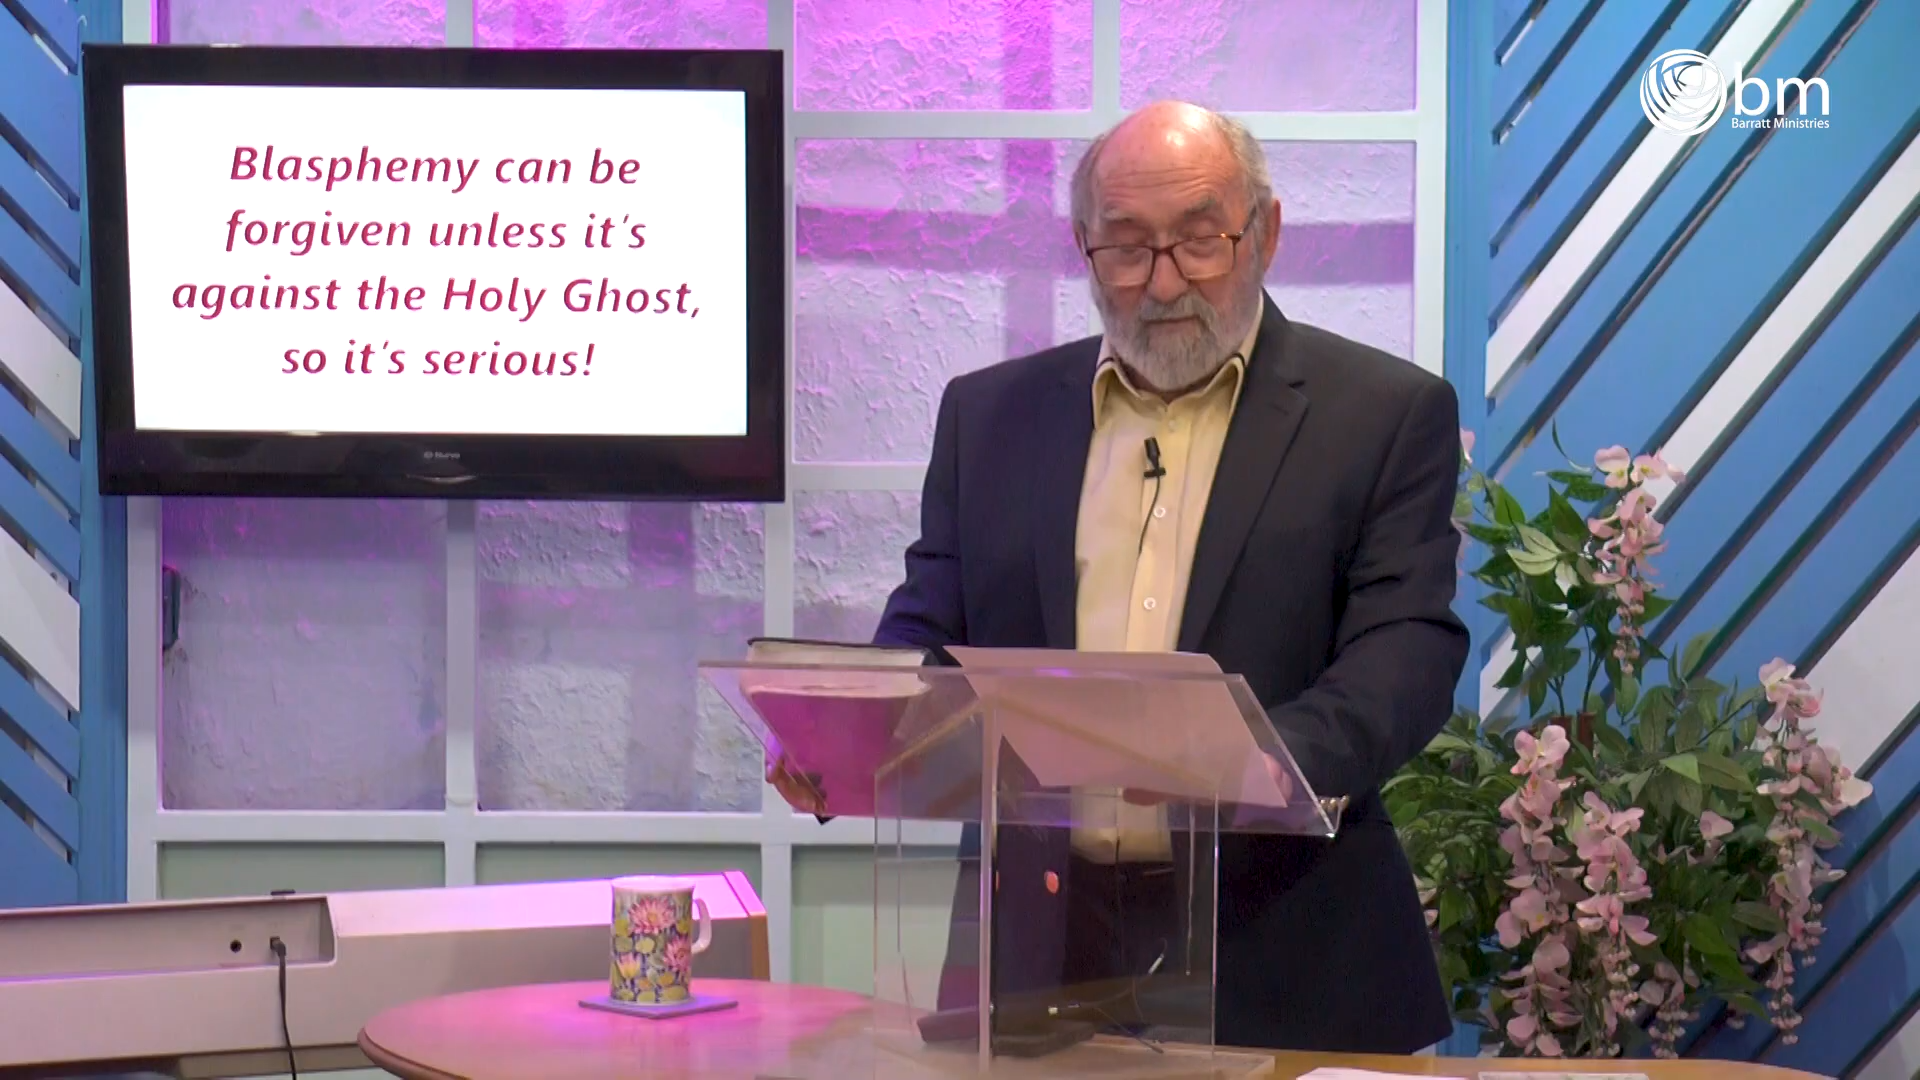 Blasphemy can be
forgiven unless it's
against the Holy Ghost,
so it's serious!
bm
Barratt Ministries